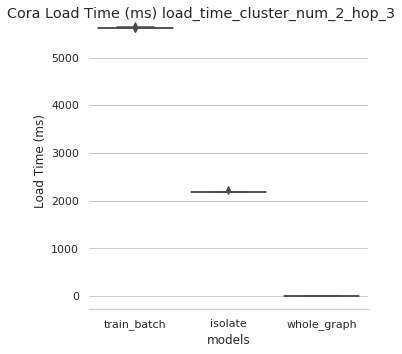 Cora Load Time (ms) load_time_cluster_num_2_hop_3
5000
4000
3000
2000
1000
0
Load Time (ms)
train_batch
isolate
whole_graph
models